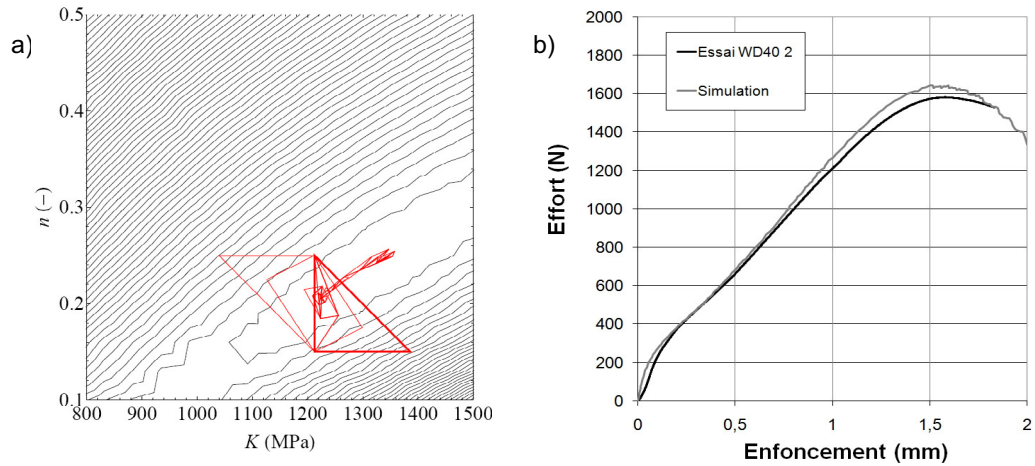 a)
0.5
0.4
0.3
0.2
0.1
n (–)
800 900 1000 1100 1200 1300 1400 1500
K (MPa)
b)
2000
1800
1600
1400
1200
1000
800
600
400
200
0
Effort (N)
Essai WD40 2
Simulation
0 0,5 1 1,5 2
Enfoncement (mm)